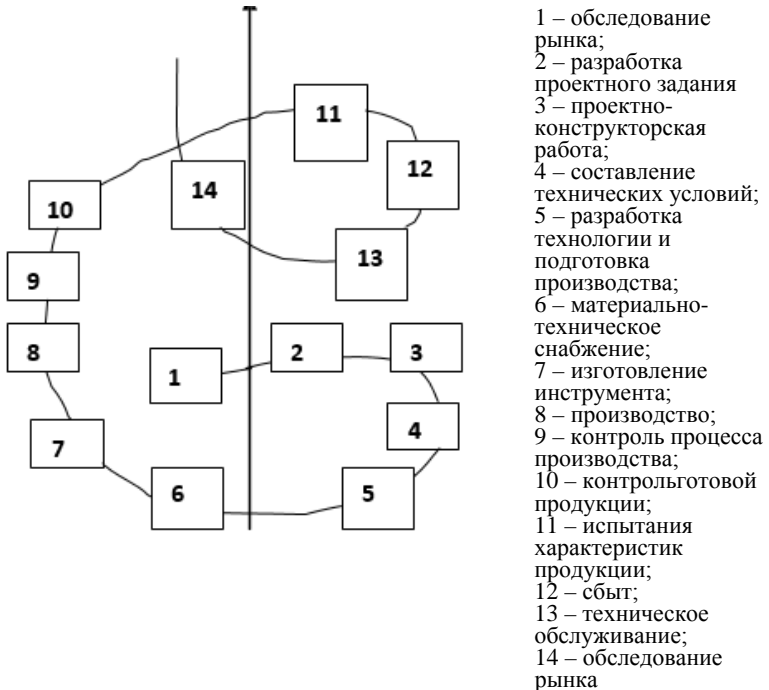 11
12
14
10
13
9
8
2
3
1
4
7
6
5
1 – обследование
рынка;
2 – разработка
проектного задания
3 – проектно-
конструкторская
работа;
4 – составление
технических условий;
5 – разработка
технологии и
подготовка
производства;
6 – материально-
техническое
снабжение;
7 – изготовление
инструмента;
8 – производство;
9 – контроль процесса
производства;
10 – контрольготовой
продукции;
11 – испытания
характеристик
продукции;
12 – сбыт;
13 – техническое
обслуживание;
14 – обследование
рынка